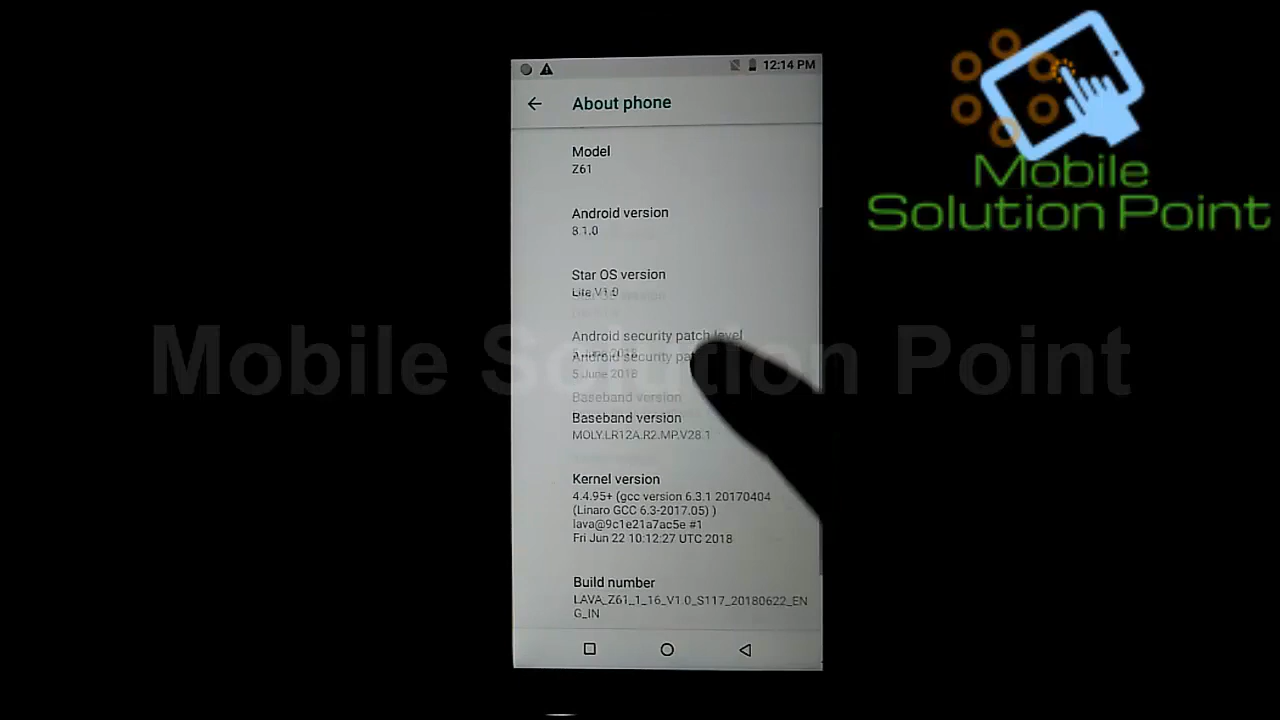 12:14 PM
About phone
Model
Z61
Android version
8.1.0
Star OS version
Lite V1.0
Android security patch level
5 June 2018
Baseband version
MOLY.LR12A.R2.MP.V28.1
Kernel version
4.4.95+ (gcc version 6.3.1 20170404
(Linaro GCC 6.3-2017.05) )
lava@9c1e21a7ac5e #1
Fri Jun 22 10:12:27 UTC 2018
Build number
LAVA_Z61_1_16_V1.0_S117_20180622_EN
G_IN
Mobile
Solution Point
Mobile Solution Point